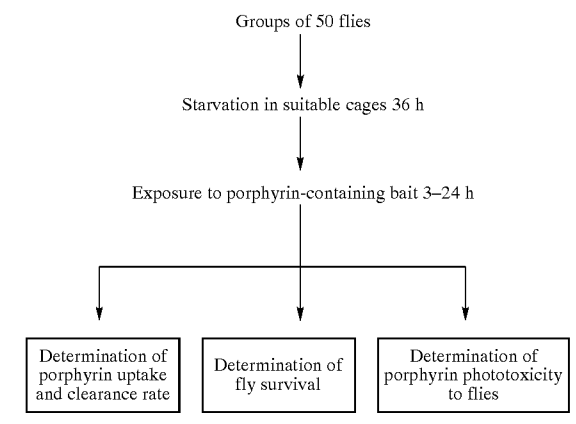 Groups of 50 flies
Starvation in suitable cages 36 h
Exposure to porphyrin-containing bait 3–24 h
Determination of
porphyrin uptake
and clearance rate
Determination of
fly survival
Determination of
porphyrin phototoxicity
to flies